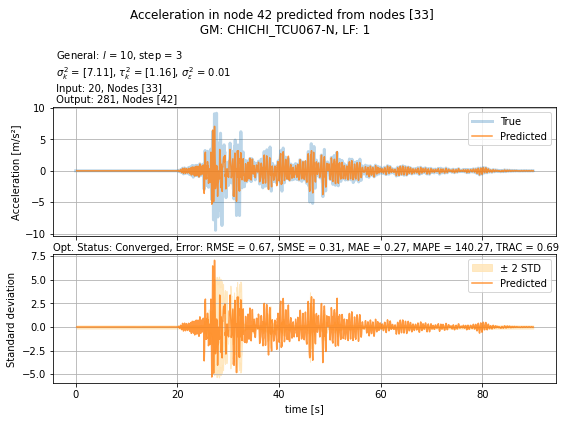 Acceleration in node 42 predicted from nodes [33]
GM: CHICHI_TCU067-N, LF: 1
General: l = 10, step = 3
σ²ₖ = [7.11], τ²ₖ = [1.16], σ²ₑ = 0.01
Input: 20, Nodes [33]
Output: 281, Nodes [42]
10
5
0
−5
−10
Acceleration [m/s²]
True
Predicted
Opt. Status: Converged, Error: RMSE = 0.67, SMSE = 0.31, MAE = 0.27, MAPE = 140.27, TRAC = 0.69
7.5
5.0
2.5
0.0
−2.5
−5.0
Standard deviation
± 2 STD
Predicted
0 20 40 60 80
time [s]